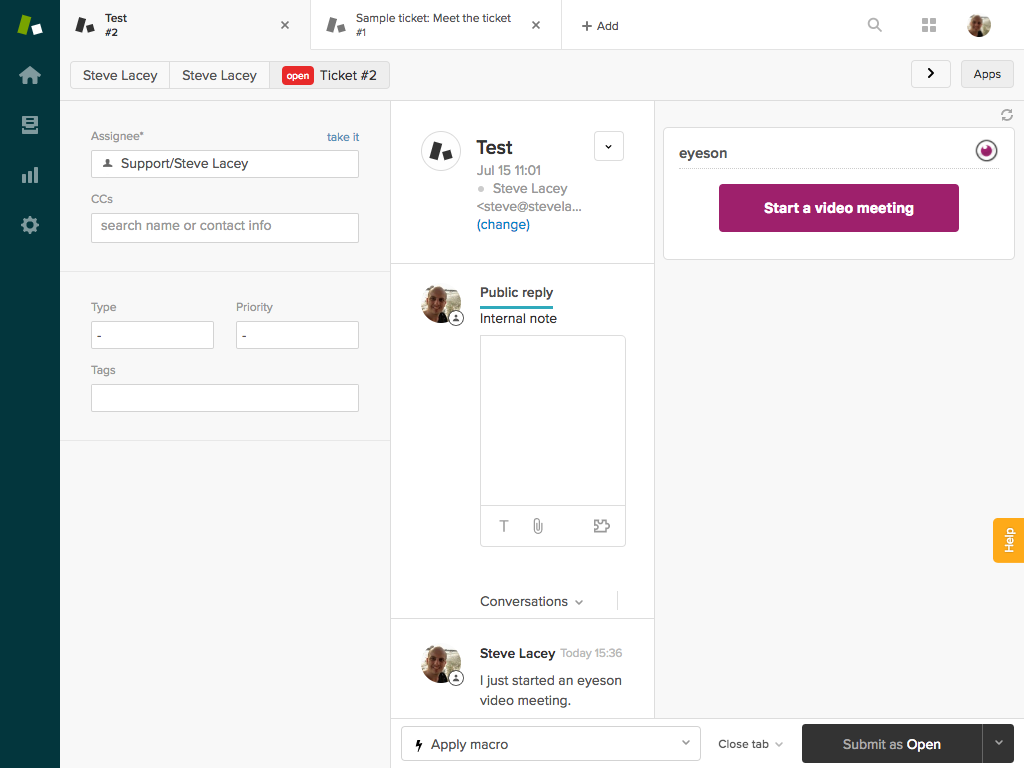 Test
#2
Sample ticket: Meet the ticket
#1
+ Add
Steve Lacey
Steve Lacey
open Ticket #2
Apps
Assignee*
take it
Support/Steve Lacey
CCs
search name or contact info
Type
Priority
-
-
Tags
Test
Jul 15 11:01
Steve Lacey
<steve@stevela...
(change)
Public reply
Internal note
T
Conversations
Steve Lacey Today 15:36
I just started an eyeson
video meeting.
eyeson
Start a video meeting
Help
Apply macro
Close tab
Submit as Open